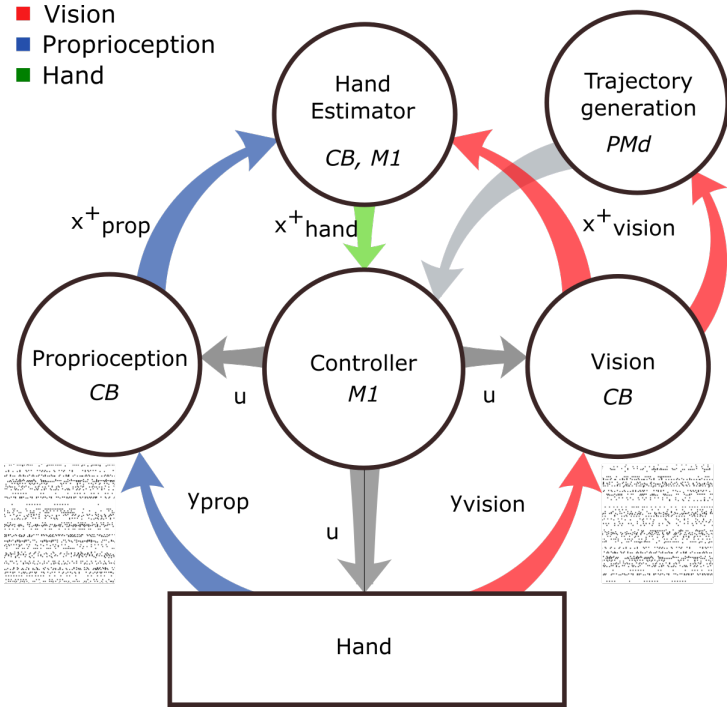 Vision
Proprioception
Hand
Hand
Estimator
CB, M1
Trajectory
generation
PMd
x+prop
x+hand
x+vision
Proprioception
CB
Controller
M1
Vision
CB
u
u
yprop
yvision
u
Hand